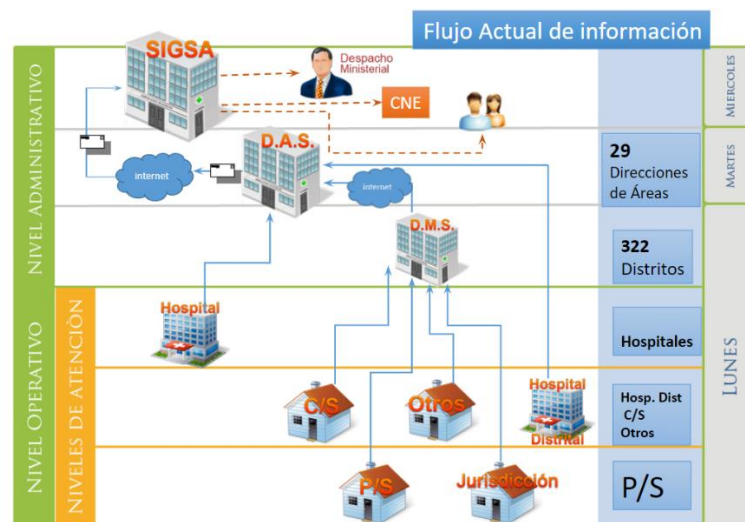 Flujo Actual de información
SIGSA
Despacho
Ministerial
CNE
MIERCOLES
NIVEL ADMINISTRATIVO
D.A.S.
internet
internet
29
Direcciones
de Áreas
MARTES
D.M.S.
322
Distritos
LUNES
NIVEL OPERATIVO
NIVELES DE ATENCIÒN
Hospital
Hospitales
C/S
Otros
Hospital
Distrital
Hosp. Dist
C/S
Otros
P/S
Jurisdicción
P/S